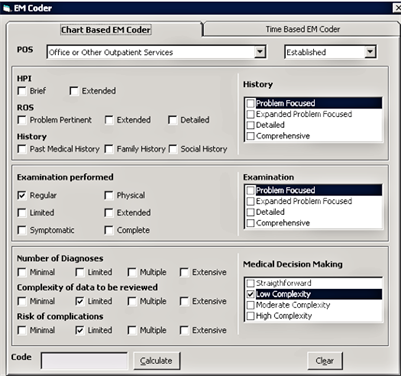 EM Coder
Chart Based EM Coder
Time Based EM Coder
POS
Office or Other Outpatient Services
Established
HPI
Brief
Extended
ROS
Problem Pertinent
Extended
Detailed
History
Past Medical History
Family History
Social History
History
Problem Focused
Expanded Problem Focused
Detailed
Comprehensive
Examination performed
Regular
Physical
Limited
Extended
Symptomatic
Complete
Examination
Problem Focused
Expanded Problem Focused
Detailed
Comprehensive
Number of Diagnoses
Minimal
Limited
Multiple
Extensive
Complexity of data to be reviewed
Minimal
Limited
Multiple
Extensive
Risk of complications
Minimal
Limited
Multiple
Extensive
Medical Decision Making
Straigthforward
Low Complexity
Moderate Complexity
High Complexity
Code
Calculate
Clear